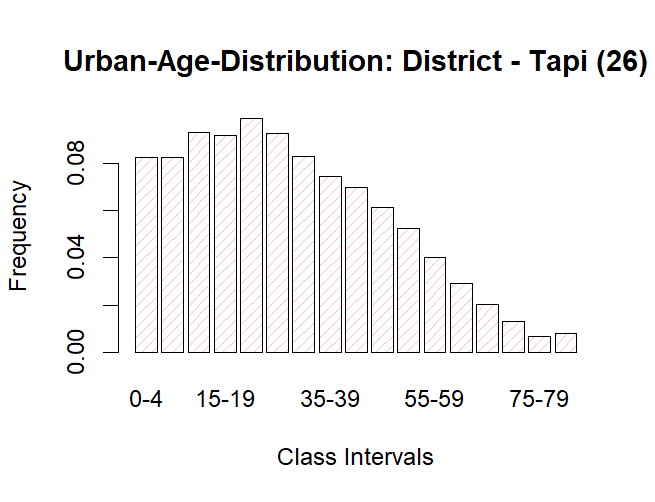 Urban-Age-Distribution: District - Tapi (26)
Frequency
0.08
0.04
0.00
0-4 15-19 35-39 55-59 75-79
Class Intervals